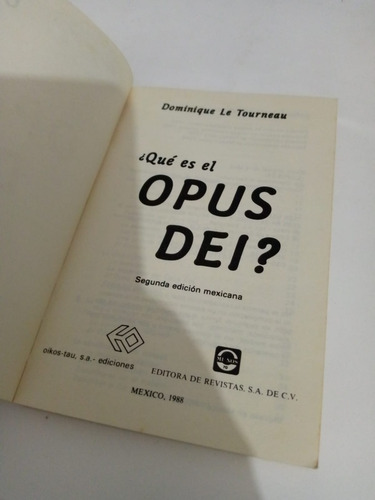 Dominique Le Tourneau
¿Qué es el
OPUS
DEI?
Segunda edición mexicana
oikos-tau, s.a.- ediciones
EDITORA DE REVISTAS, S.A. DE C.V.
MEXICO, 1988